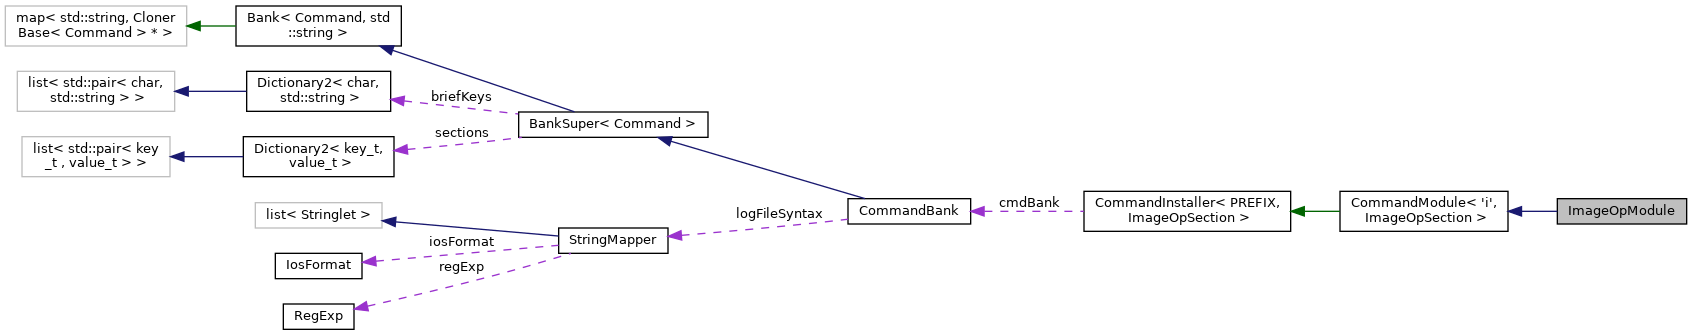 map< std::string, Cloner
Base< Command > * >
Bank< Command, std
::string >
list< std::pair< char,
std::string > >
Dictionary2< char,
std::string >
briefKeys
BankSuper< Command >
sections
list< std::pair< key
_t , value_t > >
Dictionary2< key_t,
value_t >
list< Stringlet >
logFileSyntax
CommandBank
cmdBank
CommandInstaller< PREFIX,
ImageOpSection >
CommandModule< 'i',
ImageOpSection >
ImageOpModule
iosFormat
StringMapper
IosFormat
regExp
RegExp